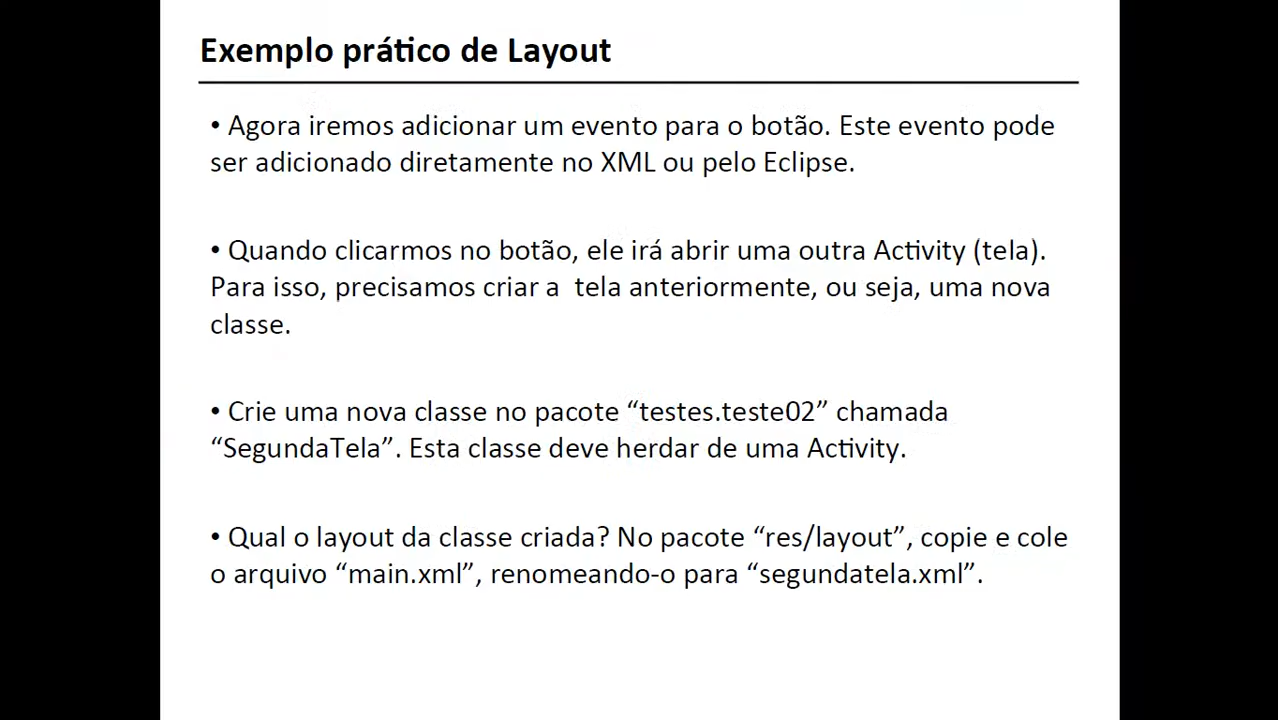 Exemplo prático de Layout
• Agora iremos adicionar um evento para o botão. Este evento pode
ser adicionado diretamente no XML ou pelo Eclipse.
• Quando clicarmos no botão, ele irá abrir uma outra Activity (tela).
Para isso, precisamos criar a  tela anteriormente, ou seja, uma nova
classe.
• Crie uma nova classe no pacote “testes.teste02” chamada
“SegundaTela”. Esta classe deve herdar de uma Activity.
• Qual o layout da classe criada? No pacote “res/layout”, copie e cole
o arquivo “main.xml”, renomeando-o para “segundatela.xml”.